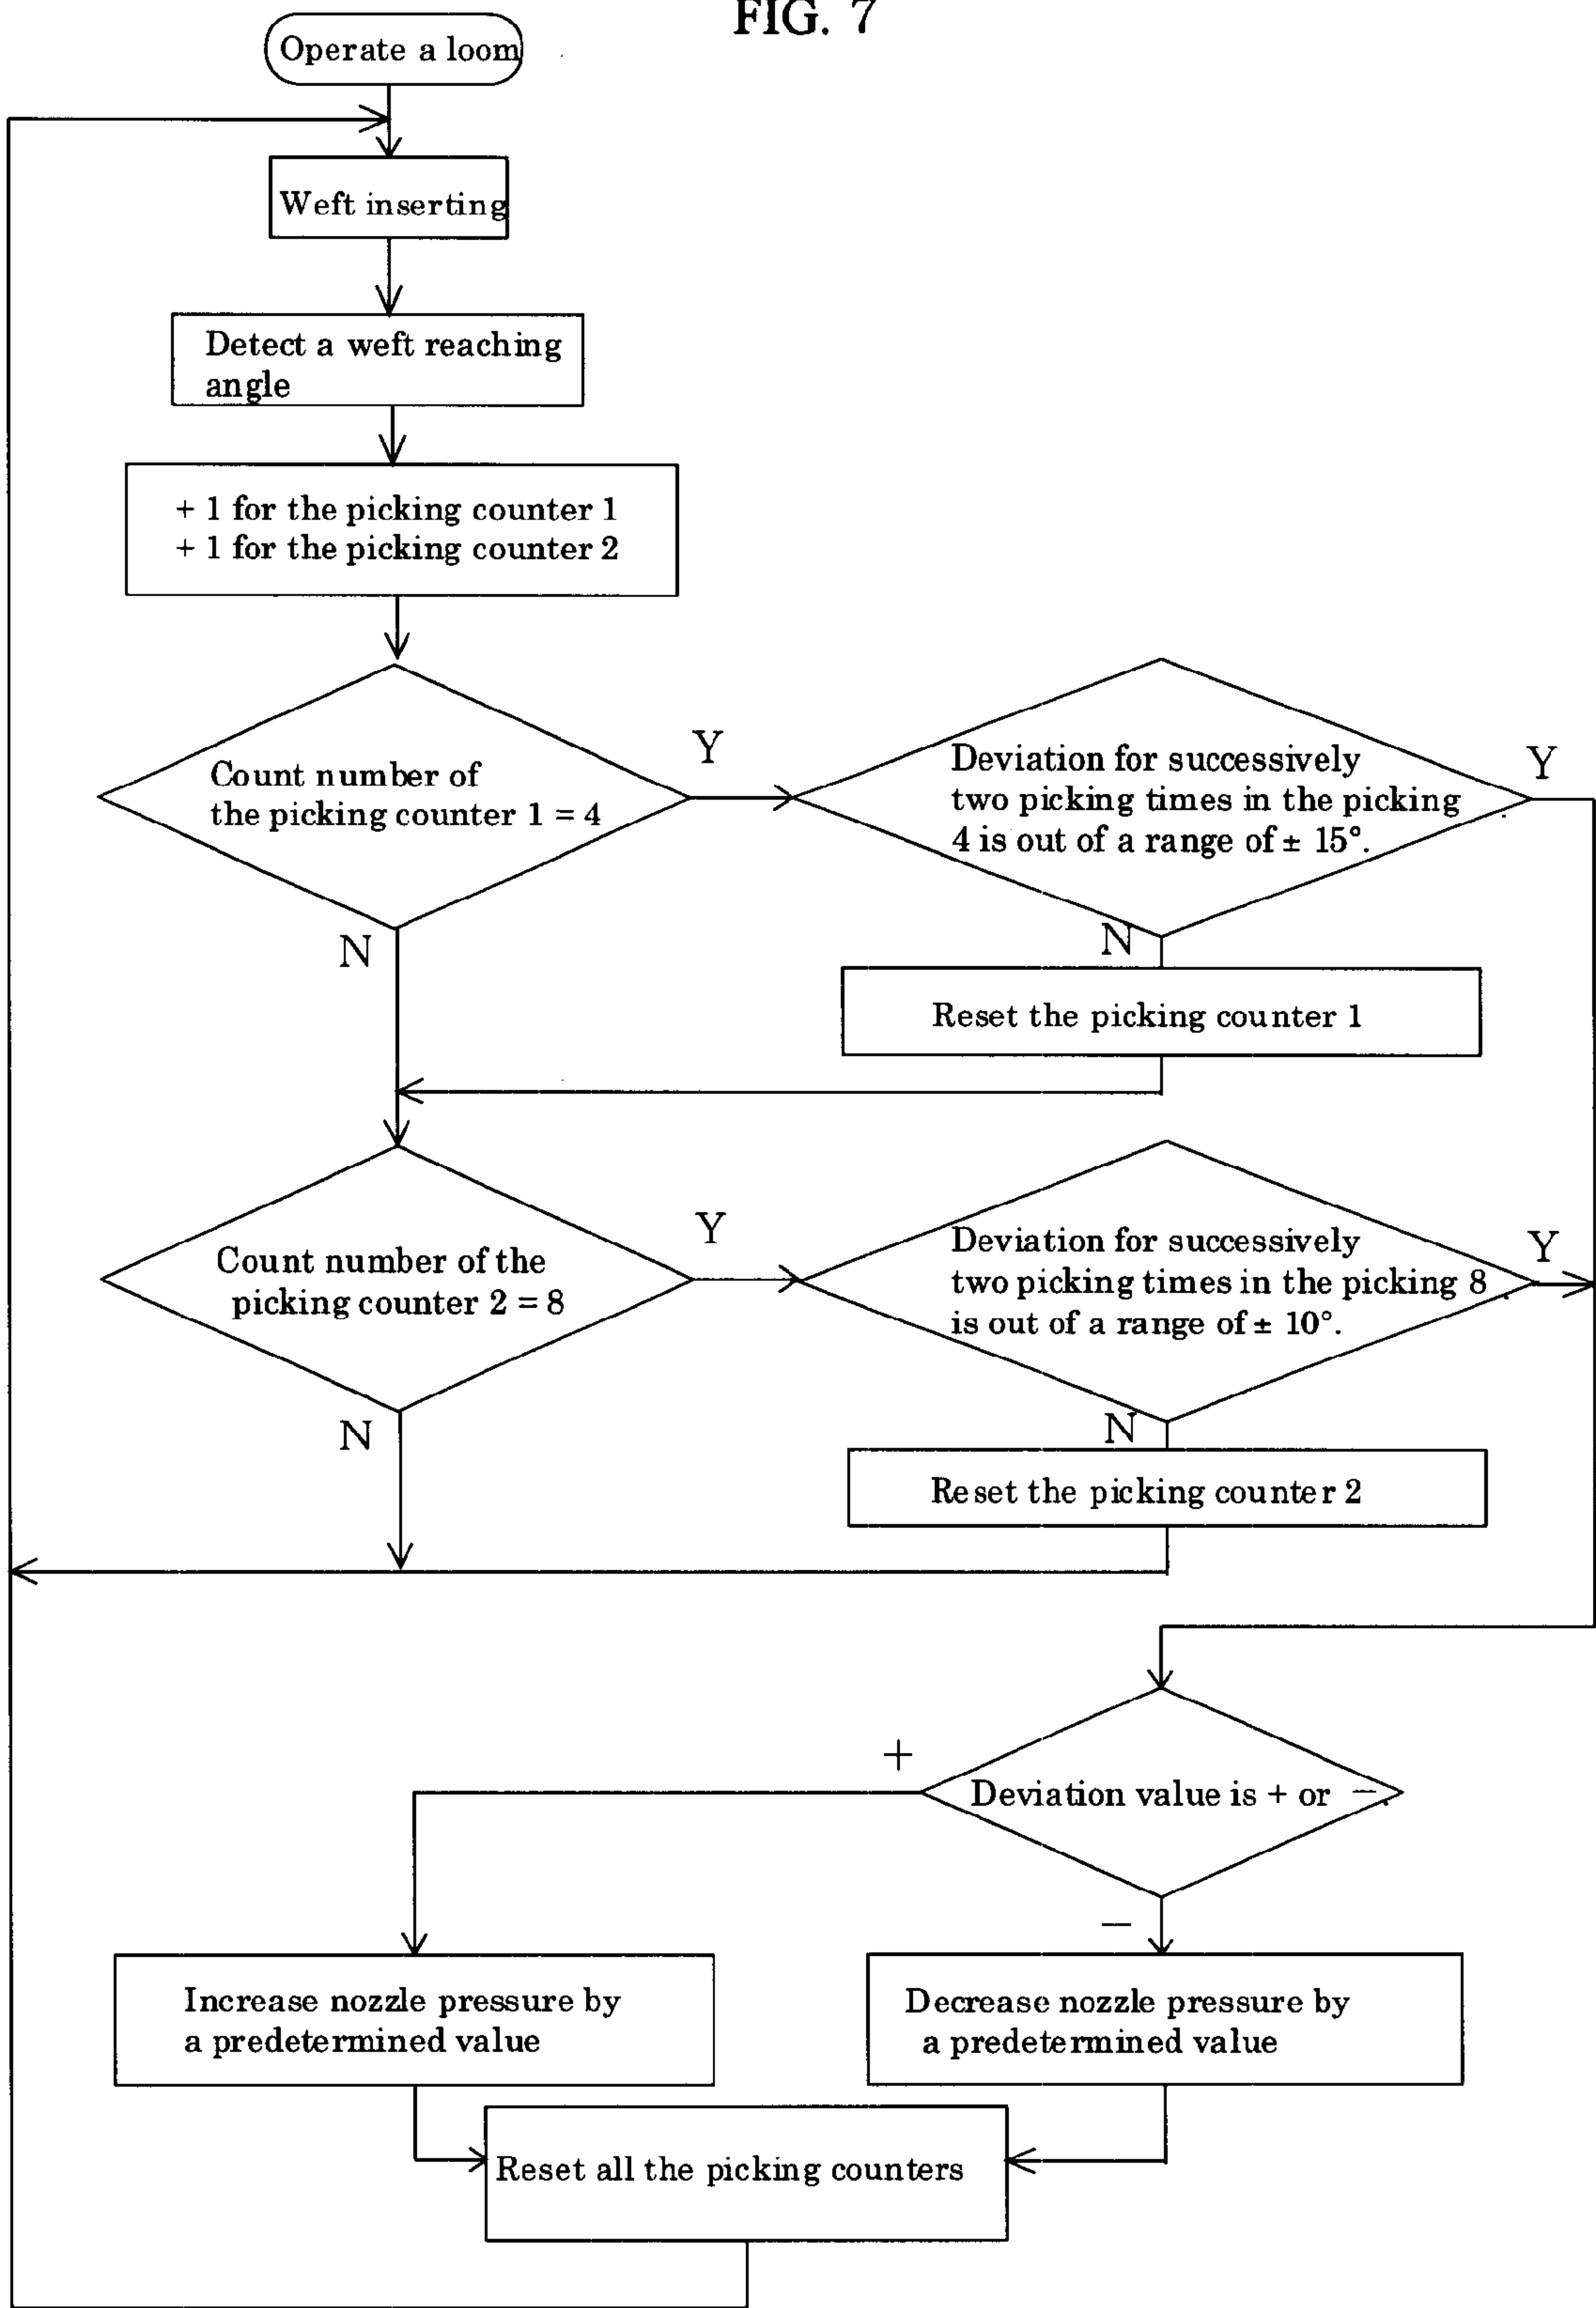 FIG. 7
Operate a loom
Weft inserting
Detect a weft reaching
angle
+ 1 for the picking counter 1
+ 1 for the picking counter 2
Count number of
the picking counter 1 = 4
Y
Deviation for successively
two picking times in the picking
4 is out of a range of ± 15°.
Y
N
N
Reset the picking counter 1
Count number of the
picking counter 2 = 8
Y
Deviation for successively
two picking times in the picking 8
is out of a range of ± 10°.
Y
N
N
Reset the picking counter 2
Deviation value is + or −.
+
−
Increase nozzle pressure by
a predetermined value
Decrease nozzle pressure by
a predetermined value
Reset all the picking counters